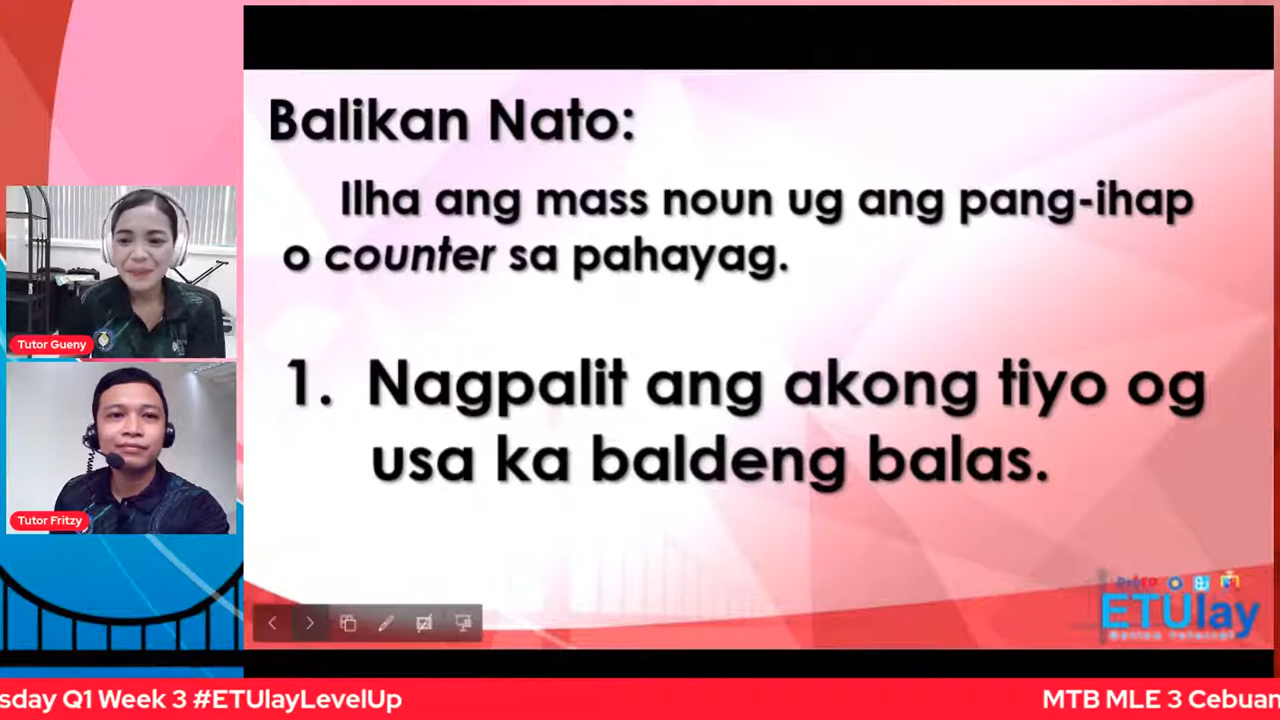 Balikan Nato:
Ilha ang mass noun ug ang pang-ihap
o counter sa pahayag.
1. Nagpalit ang akong tiyo og
usa ka baldeng balas.
Tutor Gueny
Tutor Fritzy
ETUlay
sday Q1 Week 3 #ETUlayLevelUp
MTB MLE 3 Cebuan